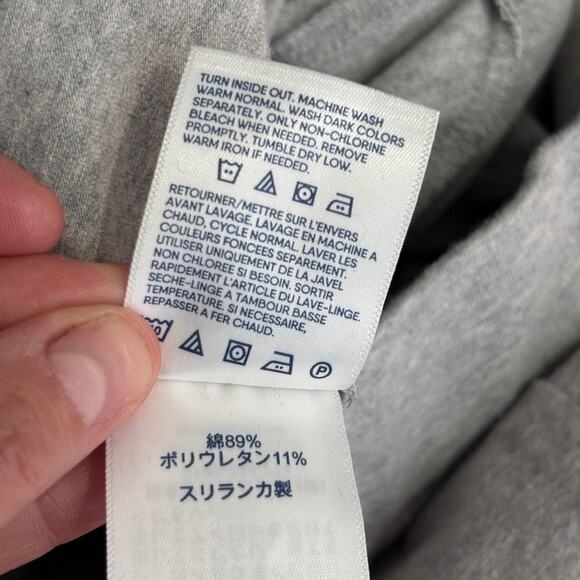 TURN INSIDE OUT. MACHINE WASH
WARM NORMAL. WASH DARK COLORS
SEPARATELY. ONLY NON-CHLORINE
BLEACH WHEN NEEDED. REMOVE
PROMPTLY. TUMBLE DRY LOW.
WARM IRON IF NEEDED.
RETOURNER/METTRE SUR L'ENVERS
AVANT LAVAGE. LAVAGE EN MACHINE A
CHAUD, CYCLE NORMAL. LAVER LES
COULEURS FONCÉES SEPAREMENT.
UTILISER UNIQUEMENT DE LA JAVEL
NON CHLOREE SI BESOIN. SORTIR
RAPIDEMENT L'ARTICLE DU LAVE-LINGE.
SECHE-LINGE A TAMBOUR BASSE
TEMPERATURE. SI NECESSAIRE,
REPASSER A FER CHAUD.
P
綿89%
ポリウレタン11%
スリランカ製